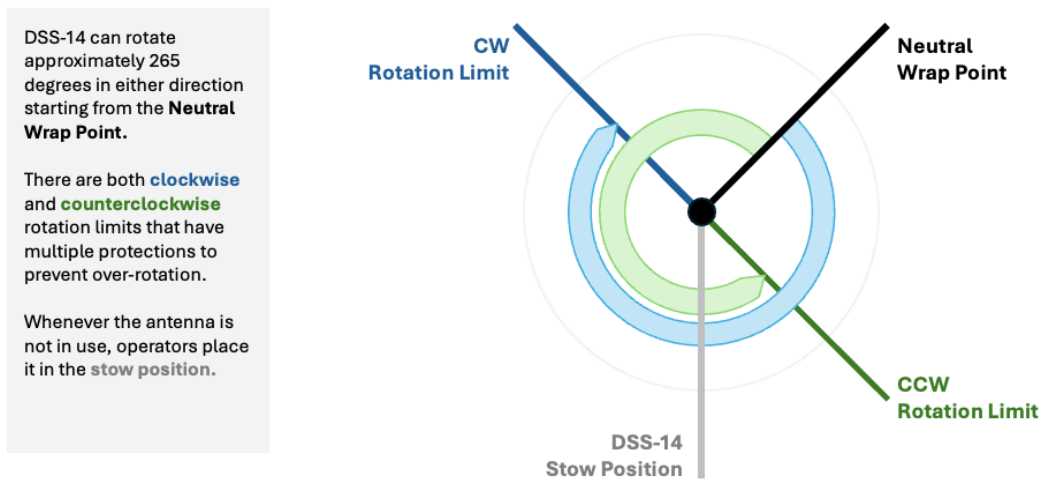 DSS-14 can rotate
approximately 265
degrees in either direction
starting from the Neutral
Wrap Point.
There are both clockwise
and counterclockwise
rotation limits that have
multiple protections to
prevent over-rotation.
Whenever the antenna is
not in use, operators place
it in the stow position.
CW
Rotation Limit
Neutral
Wrap Point
CCW
Rotation Limit
DSS-14
Stow Position